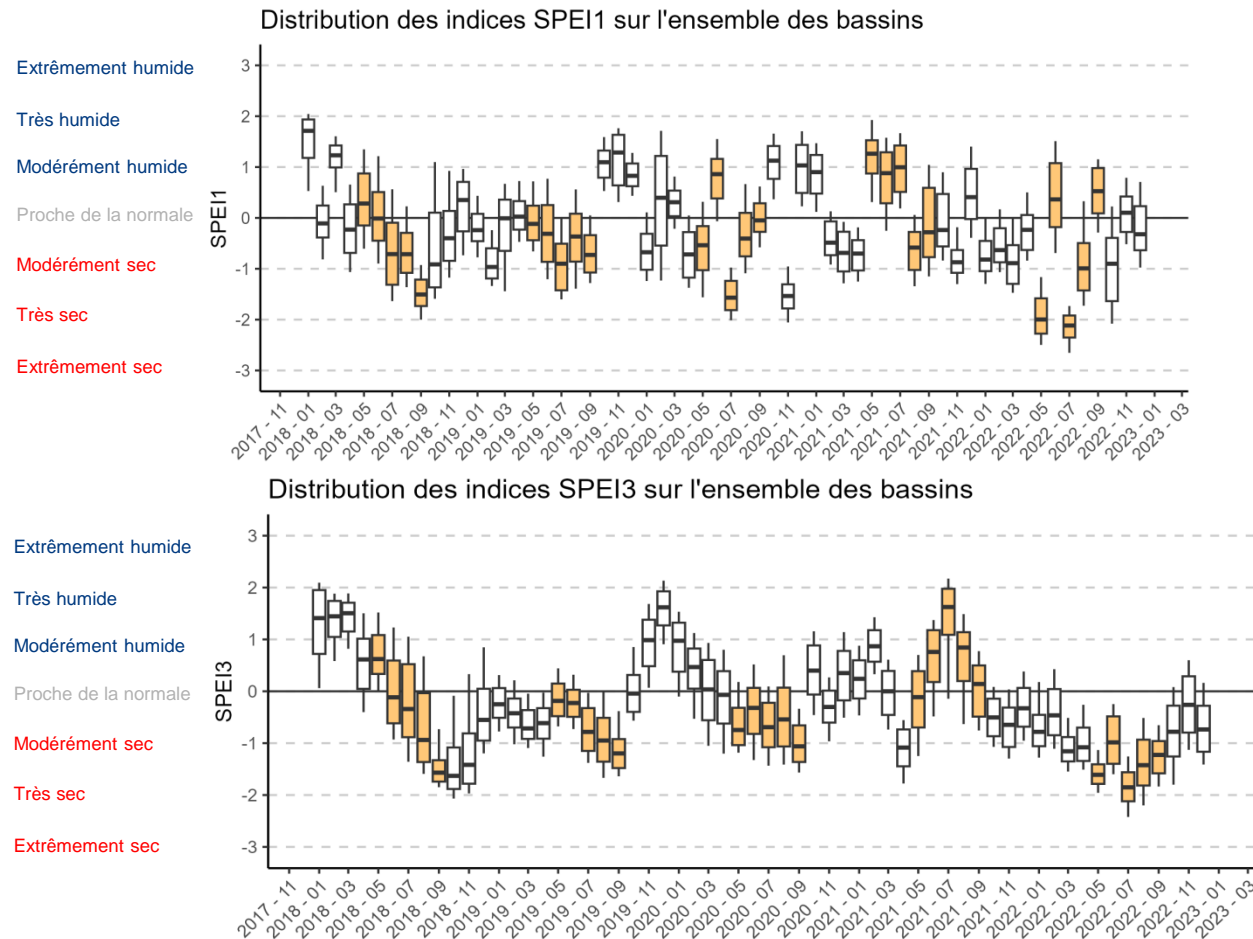 Distribution des indices SPEI1 sur l'ensemble des bassins
Extrêmement humide
Très humide
Modérément humide
Proche de la normale
Modérément sec
Très sec
Extrêmement sec
SPEI1
3
2
1
0
-1
-2
-3
2017 - 11
2018 - 01
2018 - 03
2018 - 05
2018 - 07
2018 - 09
2018 - 11
2019 - 01
2019 - 03
2019 - 05
2019 - 07
2019 - 09
2019 - 11
2020 - 01
2020 - 03
2020 - 05
2020 - 07
2020 - 09
2020 - 11
2021 - 01
2021 - 03
2021 - 05
2021 - 07
2021 - 09
2021 - 11
2022 - 01
2022 - 03
2022 - 05
2022 - 07
2022 - 09
2022 - 11
2023 - 01
2023 - 03
Distribution des indices SPEI3 sur l'ensemble des bassins
Extrêmement humide
Très humide
Modérément humide
Proche de la normale
Modérément sec
Très sec
Extrêmement sec
SPEI3
3
2
1
0
-1
-2
-3
2017 - 11
2018 - 01
2018 - 03
2018 - 05
2018 - 07
2018 - 09
2018 - 11
2019 - 01
2019 - 03
2019 - 05
2019 - 07
2019 - 09
2019 - 11
2020 - 01
2020 - 03
2020 - 05
2020 - 07
2020 - 09
2020 - 11
2021 - 01
2021 - 03
2021 - 05
2021 - 07
2021 - 09
2021 - 11
2022 - 01
2022 - 03
2022 - 05
2022 - 07
2022 - 09
2022 - 11
2023 - 01
2023 - 03